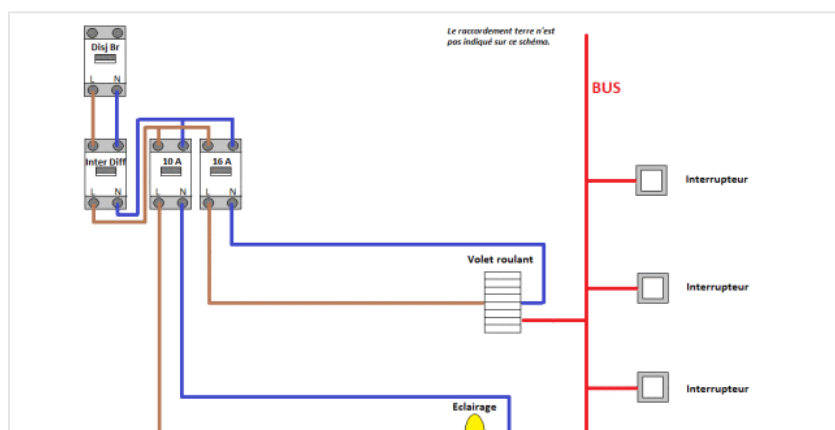 Le raccordement terre n'est
pas indiqué sur ce schéma.
Disj Br
L N
BUS
Inter Diff
10 A
16 A
L N
L N
L N
Interrupteur
Volet roulant
Interrupteur
Interrupteur
Eclairage